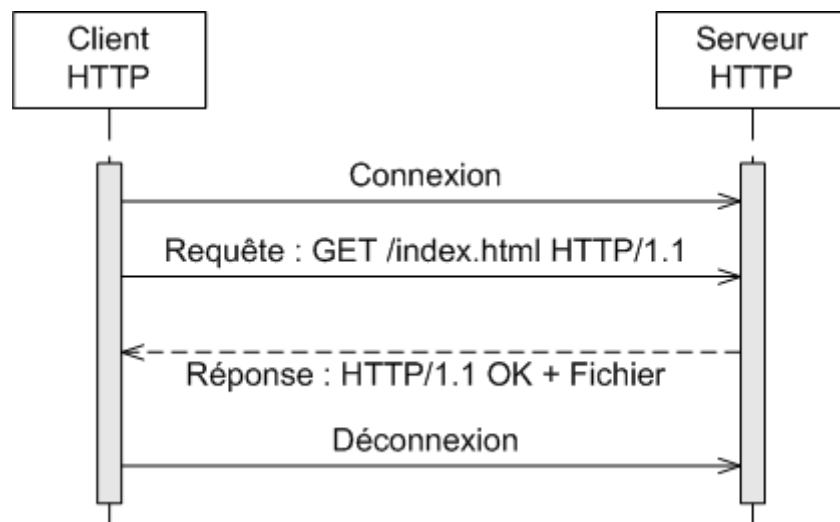 Client
HTTP
Serveur
HTTP
Connexion
Requête : GET /index.html HTTP/1.1
Réponse : HTTP/1.1 OK + Fichier
Déconnexion